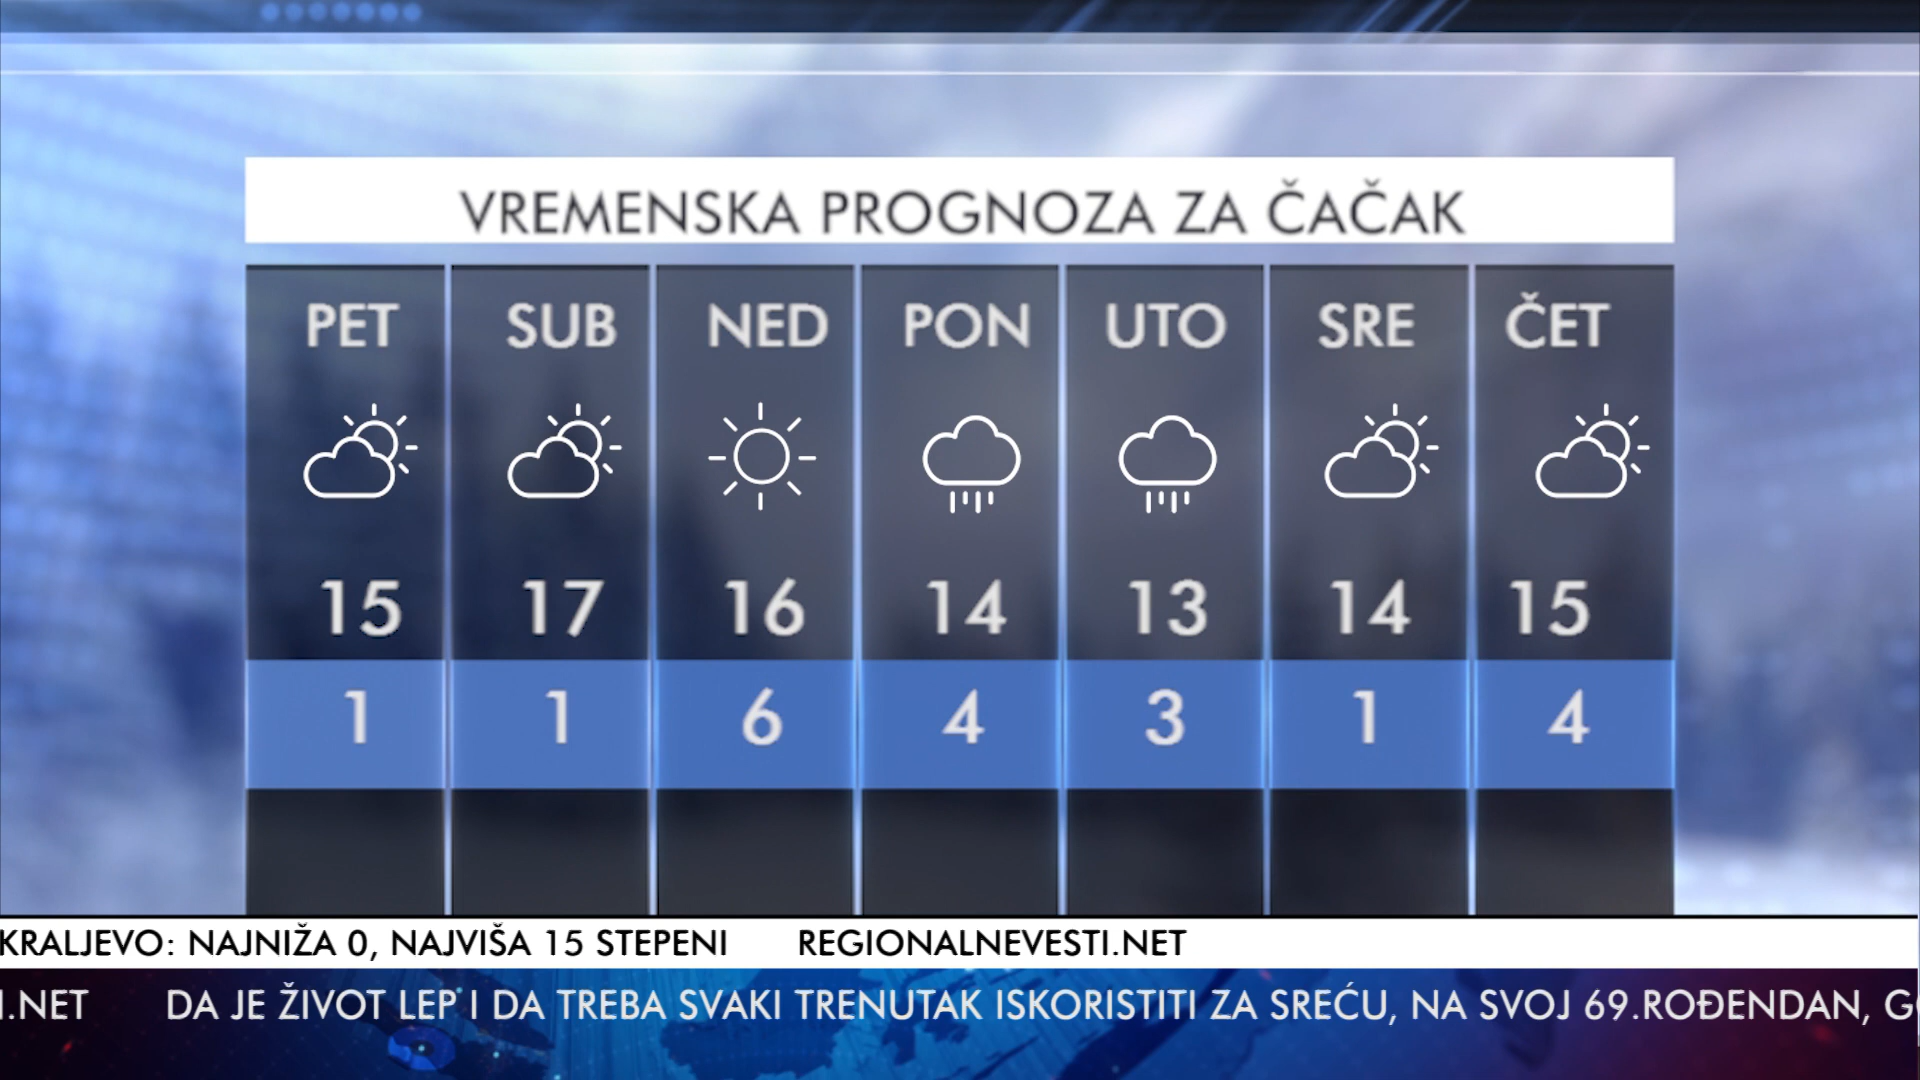 VREMENSKA PROGNOZA ZA ČAČAK
PET SUB NED PON UTO SRE ČET
15 17 16 14 13 14 15
1 1 6 4 3 1 4
KRALJEVO: NAJNIŽA 0, NAJVIŠA 15 STEPENI REGIONALNEVESTI.NET
.NET DA JE ŽIVOT LEP I DA TREBA SVAKI TRENUTAK ISKORISTITI ZA SREĆU, NA SVOJ 69.ROĐENDAN,